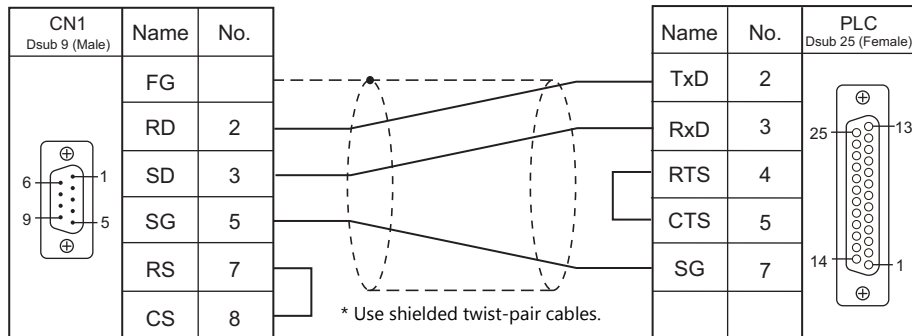 CN1
Dsub 9 (Male)
Name No.
FG
RD 2
SD 3
SG 5
RS 7
CS 8
6
1
9
5
* Use shielded twist-pair cables.
Name No.
PLC
Dsub 25 (Female)
TxD 2
RxD 3
RTS 4
CTS 5
SG 7
25
13
14
1